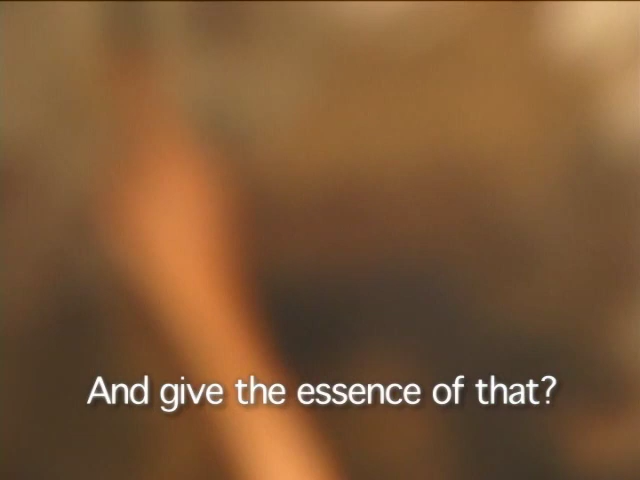 And give the essence of that?